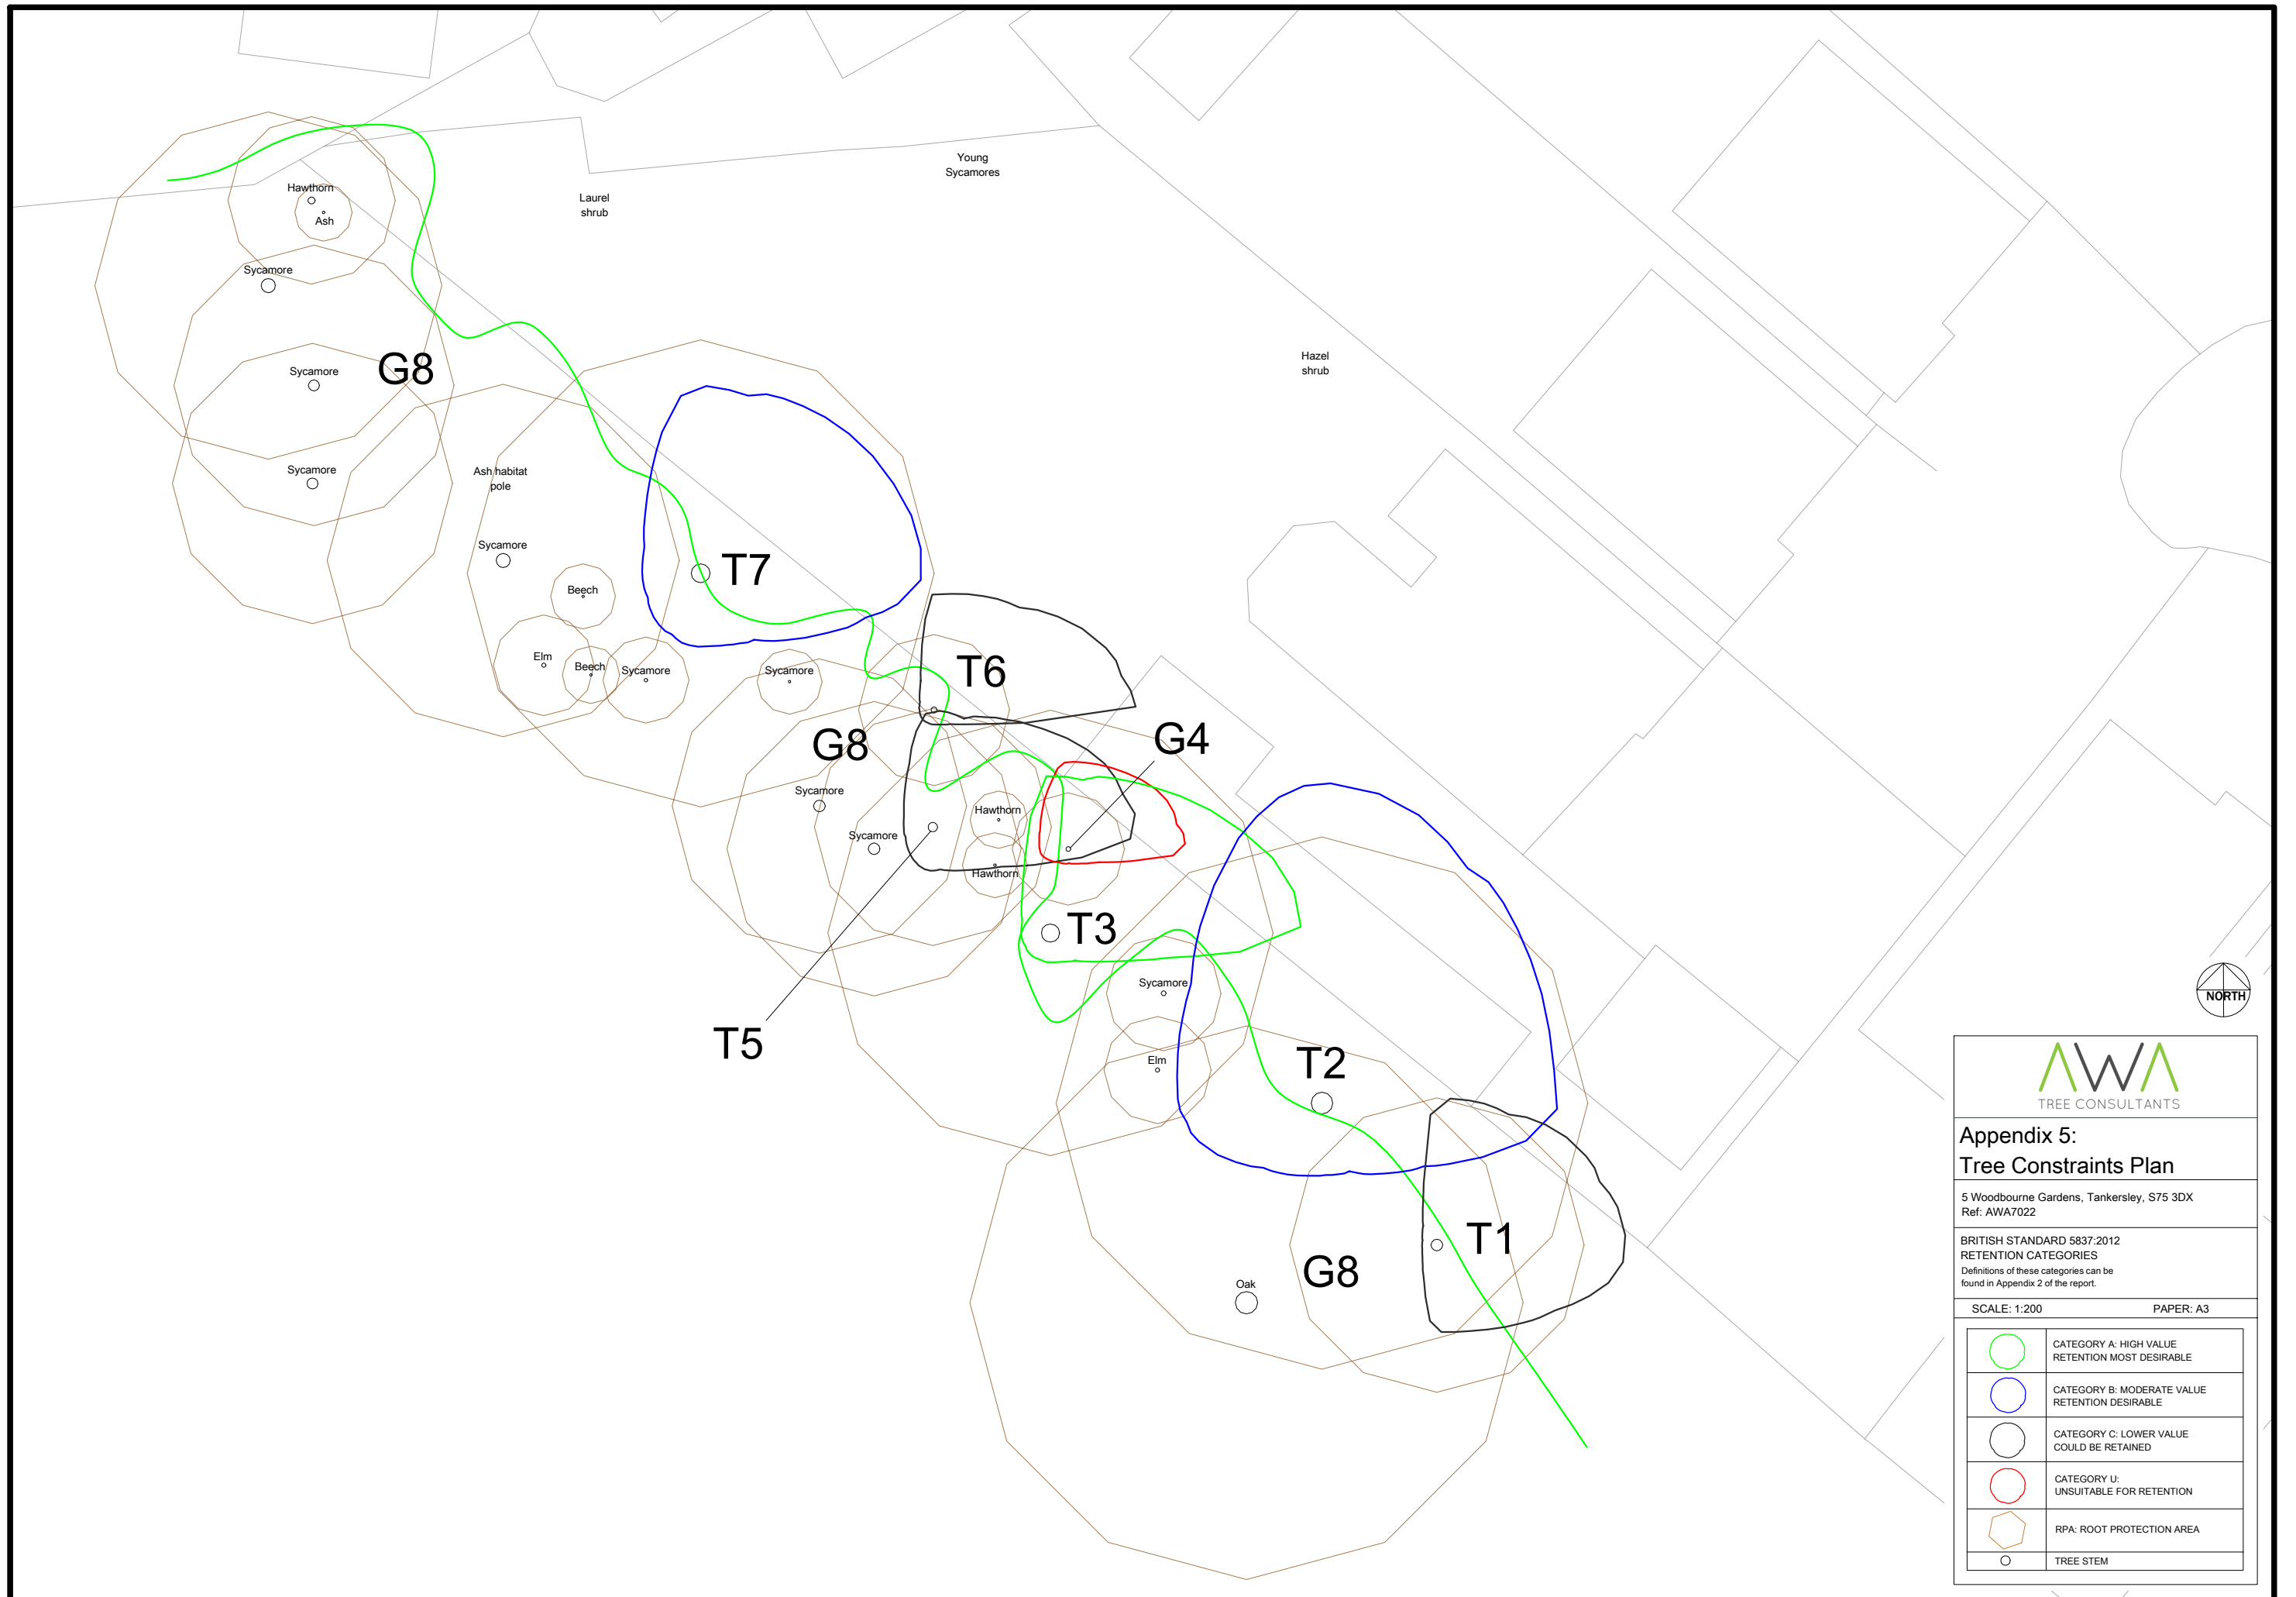 Young
Sycamores
Hawthorn
Laurel
shrub
Ash
Sycamore
Hazel
shrub
Sycamore
G8
Sycamore
Ash habitat
pole
Sycamore
T7
Beech
Elm
Beech
Sycamore
Sycamore
T6
G8
G4
Sycamore
Hawthorn
Sycamore
Hawthorn
T3
Sycamore
T5
Elm
T2
T1
G8
Oak
NORTH
AWA
TREE CONSULTANTS
Appendix 5:
Tree Constraints Plan
5 Woodbourne Gardens, Tankersley, S75 3DX
Ref: AWA7022
BRITISH STANDARD 5837:2012
RETENTION CATEGORIES
Definitions of these categories can be
found in Appendix 2 of the report.
SCALE: 1:200 PAPER: A3
CATEGORY A: HIGH VALUE
RETENTION MOST DESIRABLE
CATEGORY B: MODERATE VALUE
RETENTION DESIRABLE
CATEGORY C: LOWER VALUE
COULD BE RETAINED
CATEGORY U:
UNSUITABLE FOR RETENTION
RPA: ROOT PROTECTION AREA
TREE STEM